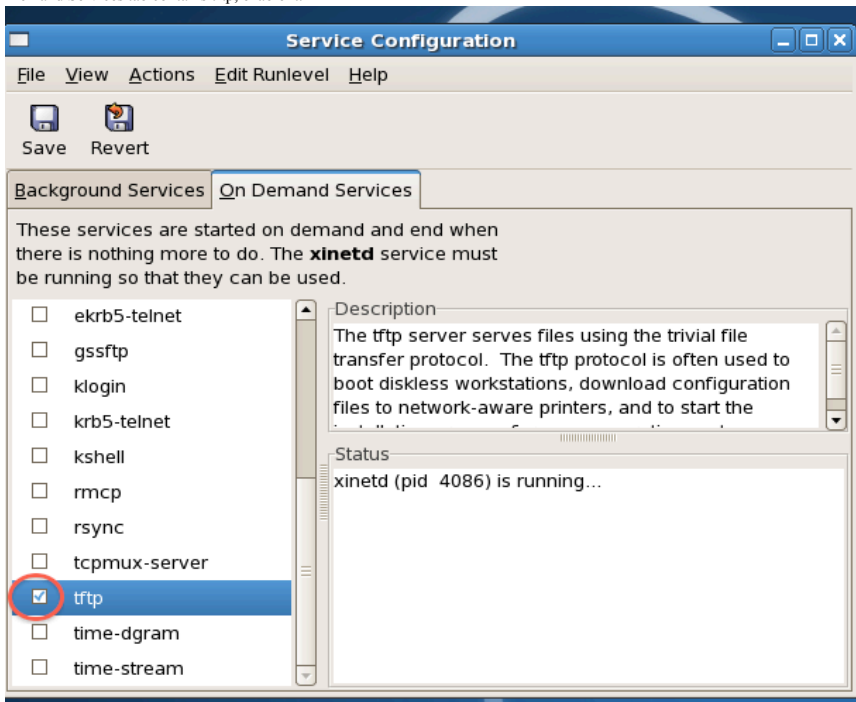 Service Configuration
File View Actions Edit Runlevel Help
Save Revert
Background Services On Demand Services
These services are started on demand and end when
there is nothing more to do. The xinetd service must
be running so that they can be used.
ekrb5-telnet
gssftp
klogin
krb5-telnet
kshell
rmcp
rsync
tcpmux-server
tftp
time-dgram
time-stream
Description
The tftp server serves files using the trivial file
transfer protocol. The tftp protocol is often used to
boot diskless workstations, download configuration
files to network-aware printers, and to start the
Status
xinetd (pid 4086) is running...